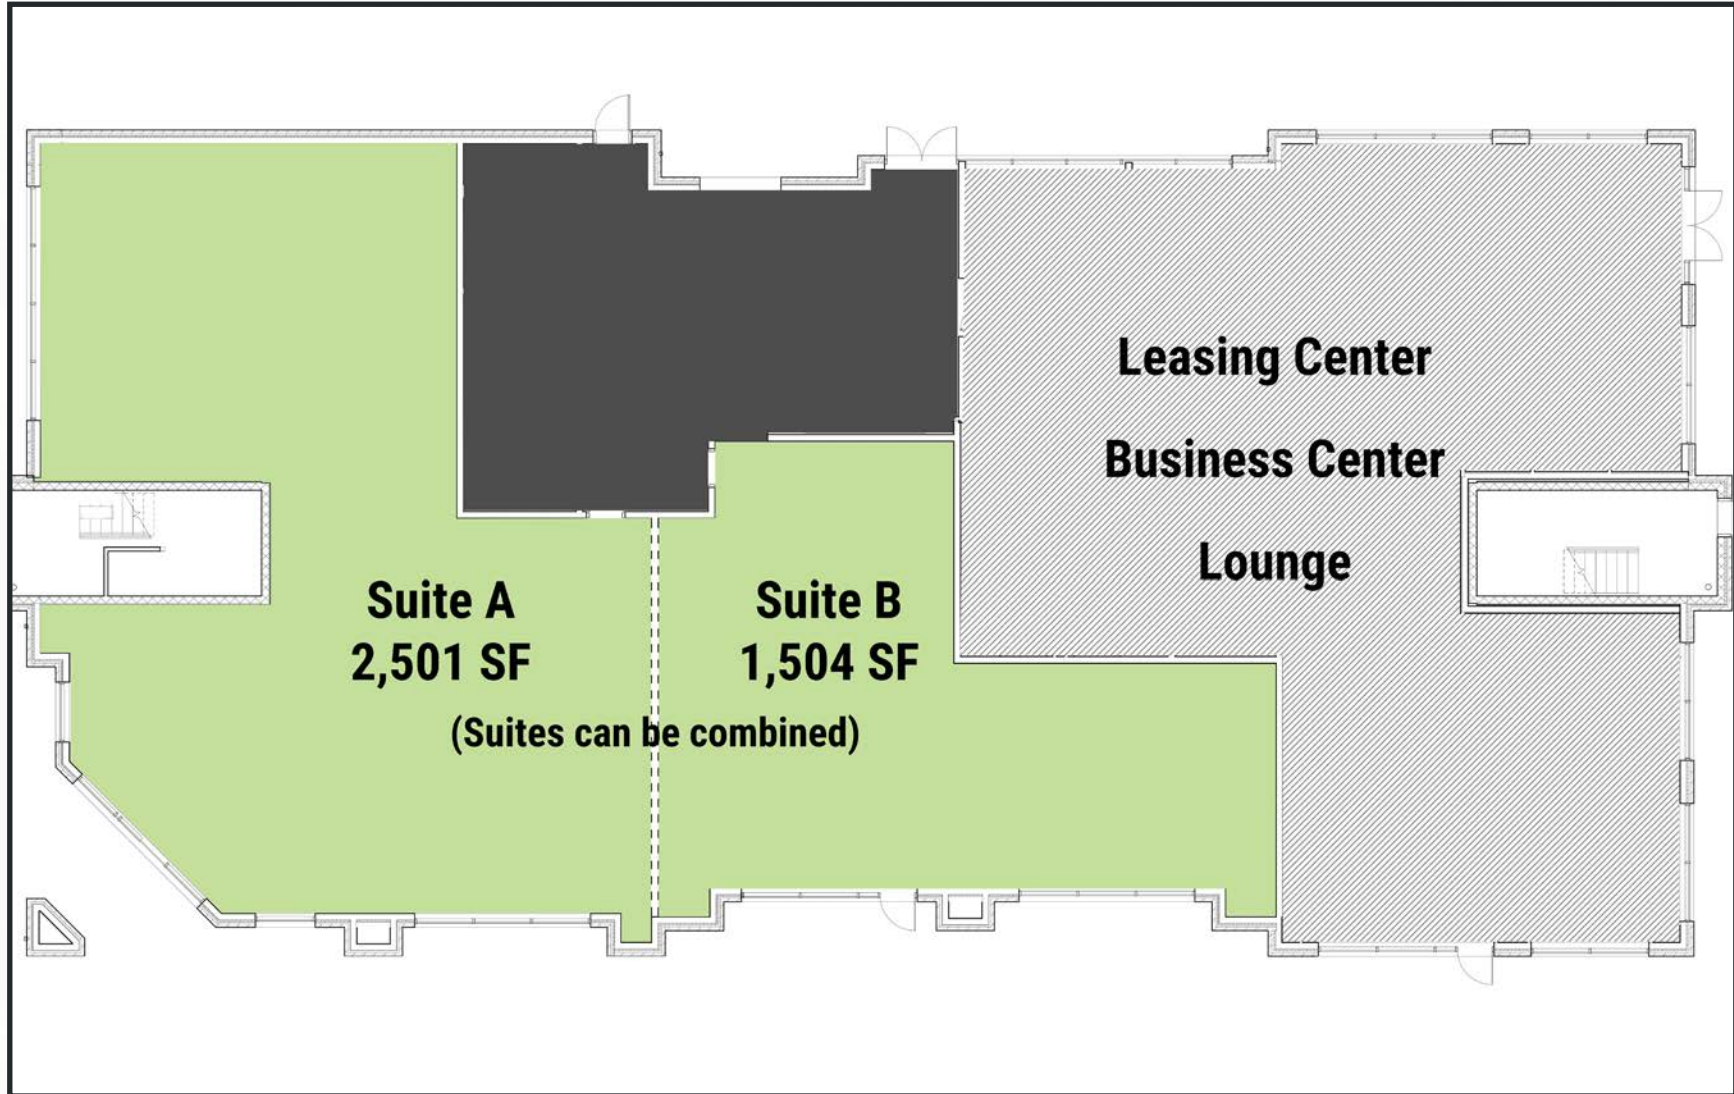 Leasing Center
Business Center
Lounge
Suite A
2,501 SF
Suite B
1,504 SF
(Suites can be combined)